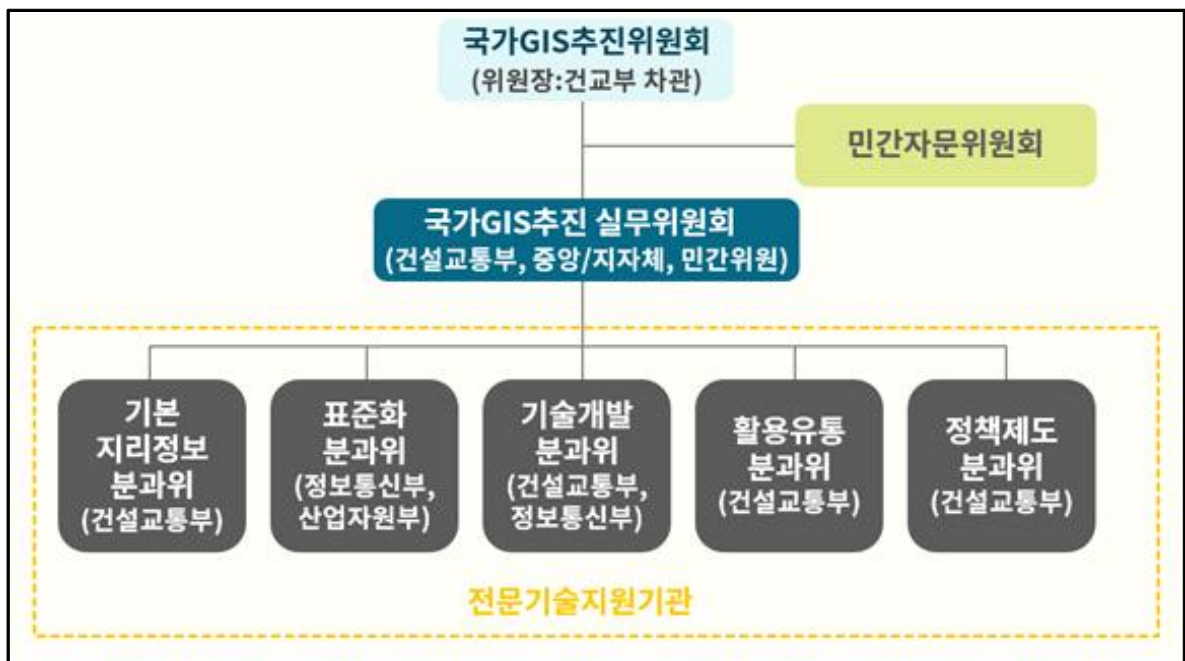 국가GIS추진위원회
(위원장:건교부 차관)
민간자문위원회
국가GIS추진 실무위원회
(건설교통부, 중앙/지자체, 민간위원)
기본
지리정보
분과위
(건설교통부)
표준화
분과위
(정보통신부,
산업자원부)
기술개발
분과위
(건설교통부,
정보통신부)
활용유통
분과위
(건설교통부)
정책제도
분과위
(건설교통부)
전문기술지원기관